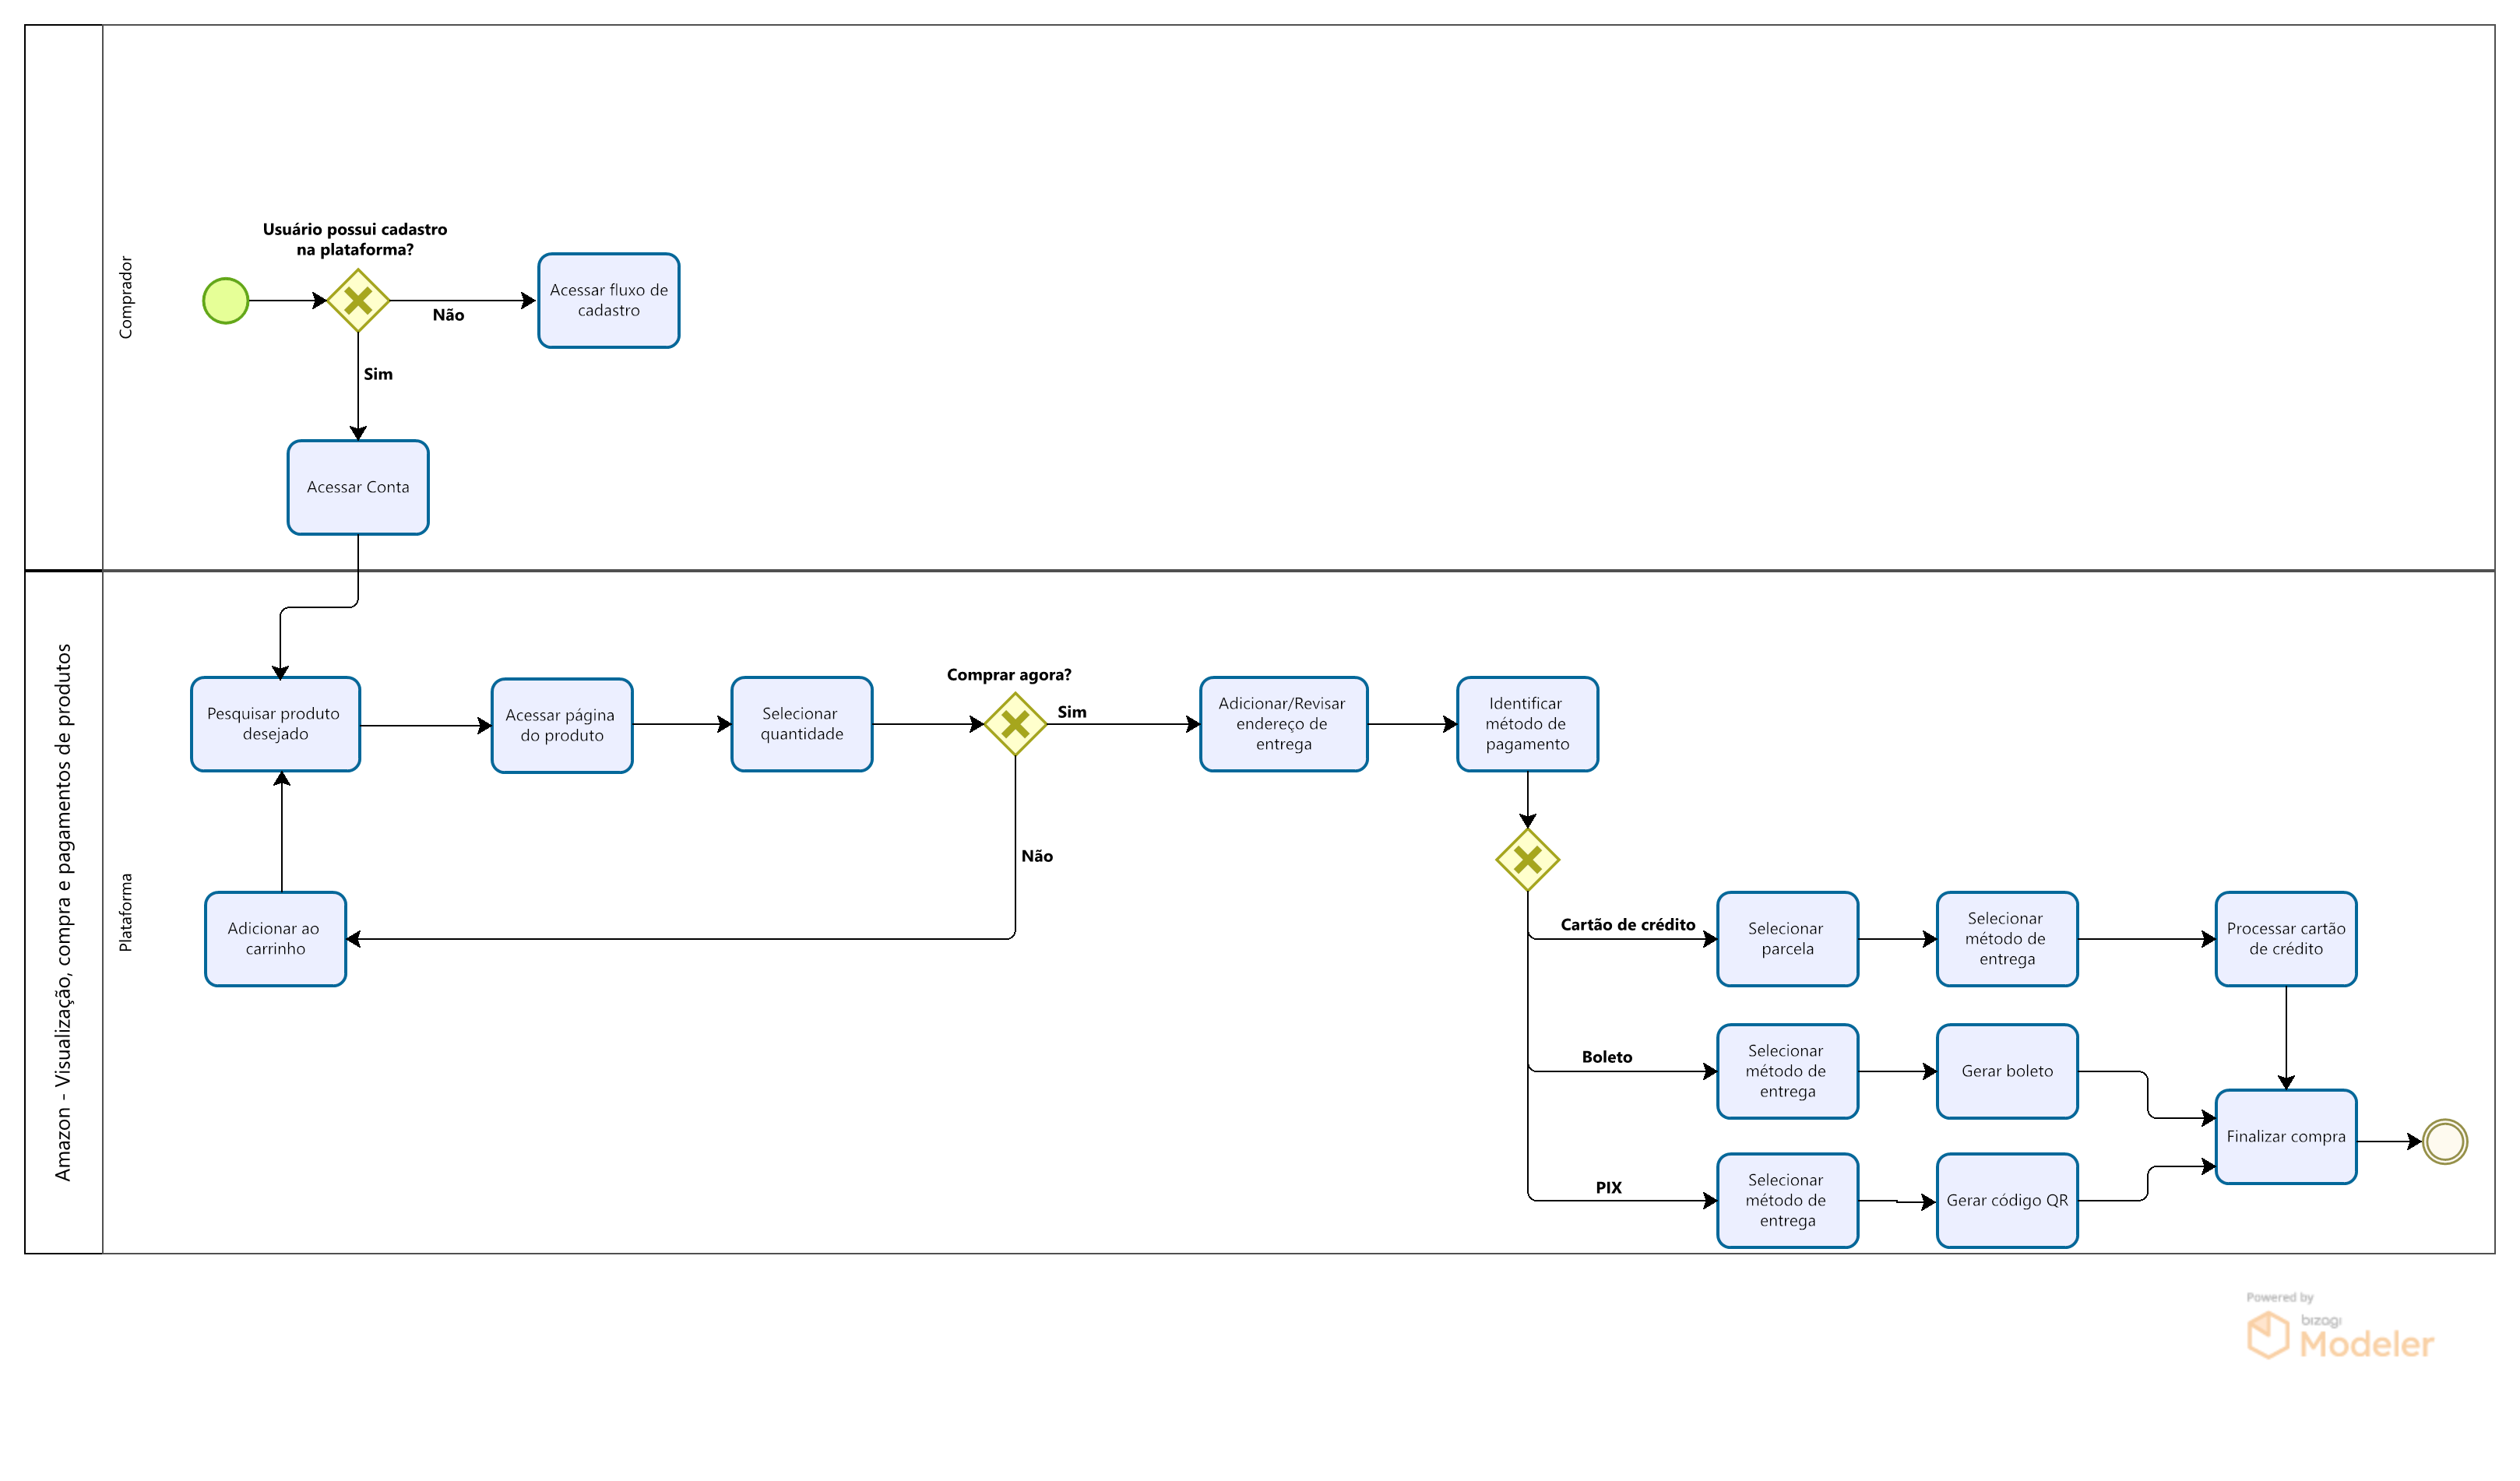 Comprador
Usuário possui cadastro
na plataforma?
Não
Acessar fluxo de
cadastro
Sim
Acessar Conta
Amazon - Visualização, compra e pagamentos de produtos
Plataforma
Pesquisar produto
desejado
Acessar página
do produto
Selecionar
quantidade
Comprar agora?
Sim
Adicionar/Revisar
endereço de
entrega
Identificar
método de
pagamento
Não
Adicionar ao
carrinho
Cartão de crédito
Selecionar
parcela
Selecionar
método de
entrega
Processar cartão
de crédito
Boleto
Selecionar
método de
entrega
Gerar boleto
Finalizar compra
PIX
Selecionar
método de
entrega
Gerar código QR
Powered by
bizagi
Modeler